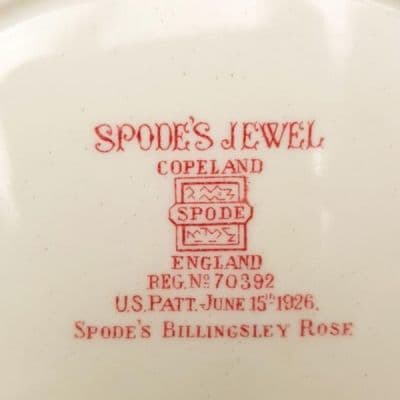 SPODE'S JEWEL
COPELAND
SPODE
ENGLAND
REG. Nº 70392
U.S. PATT. JUNE 15th 1926.
SPODE'S BILLINGSLEY ROSE